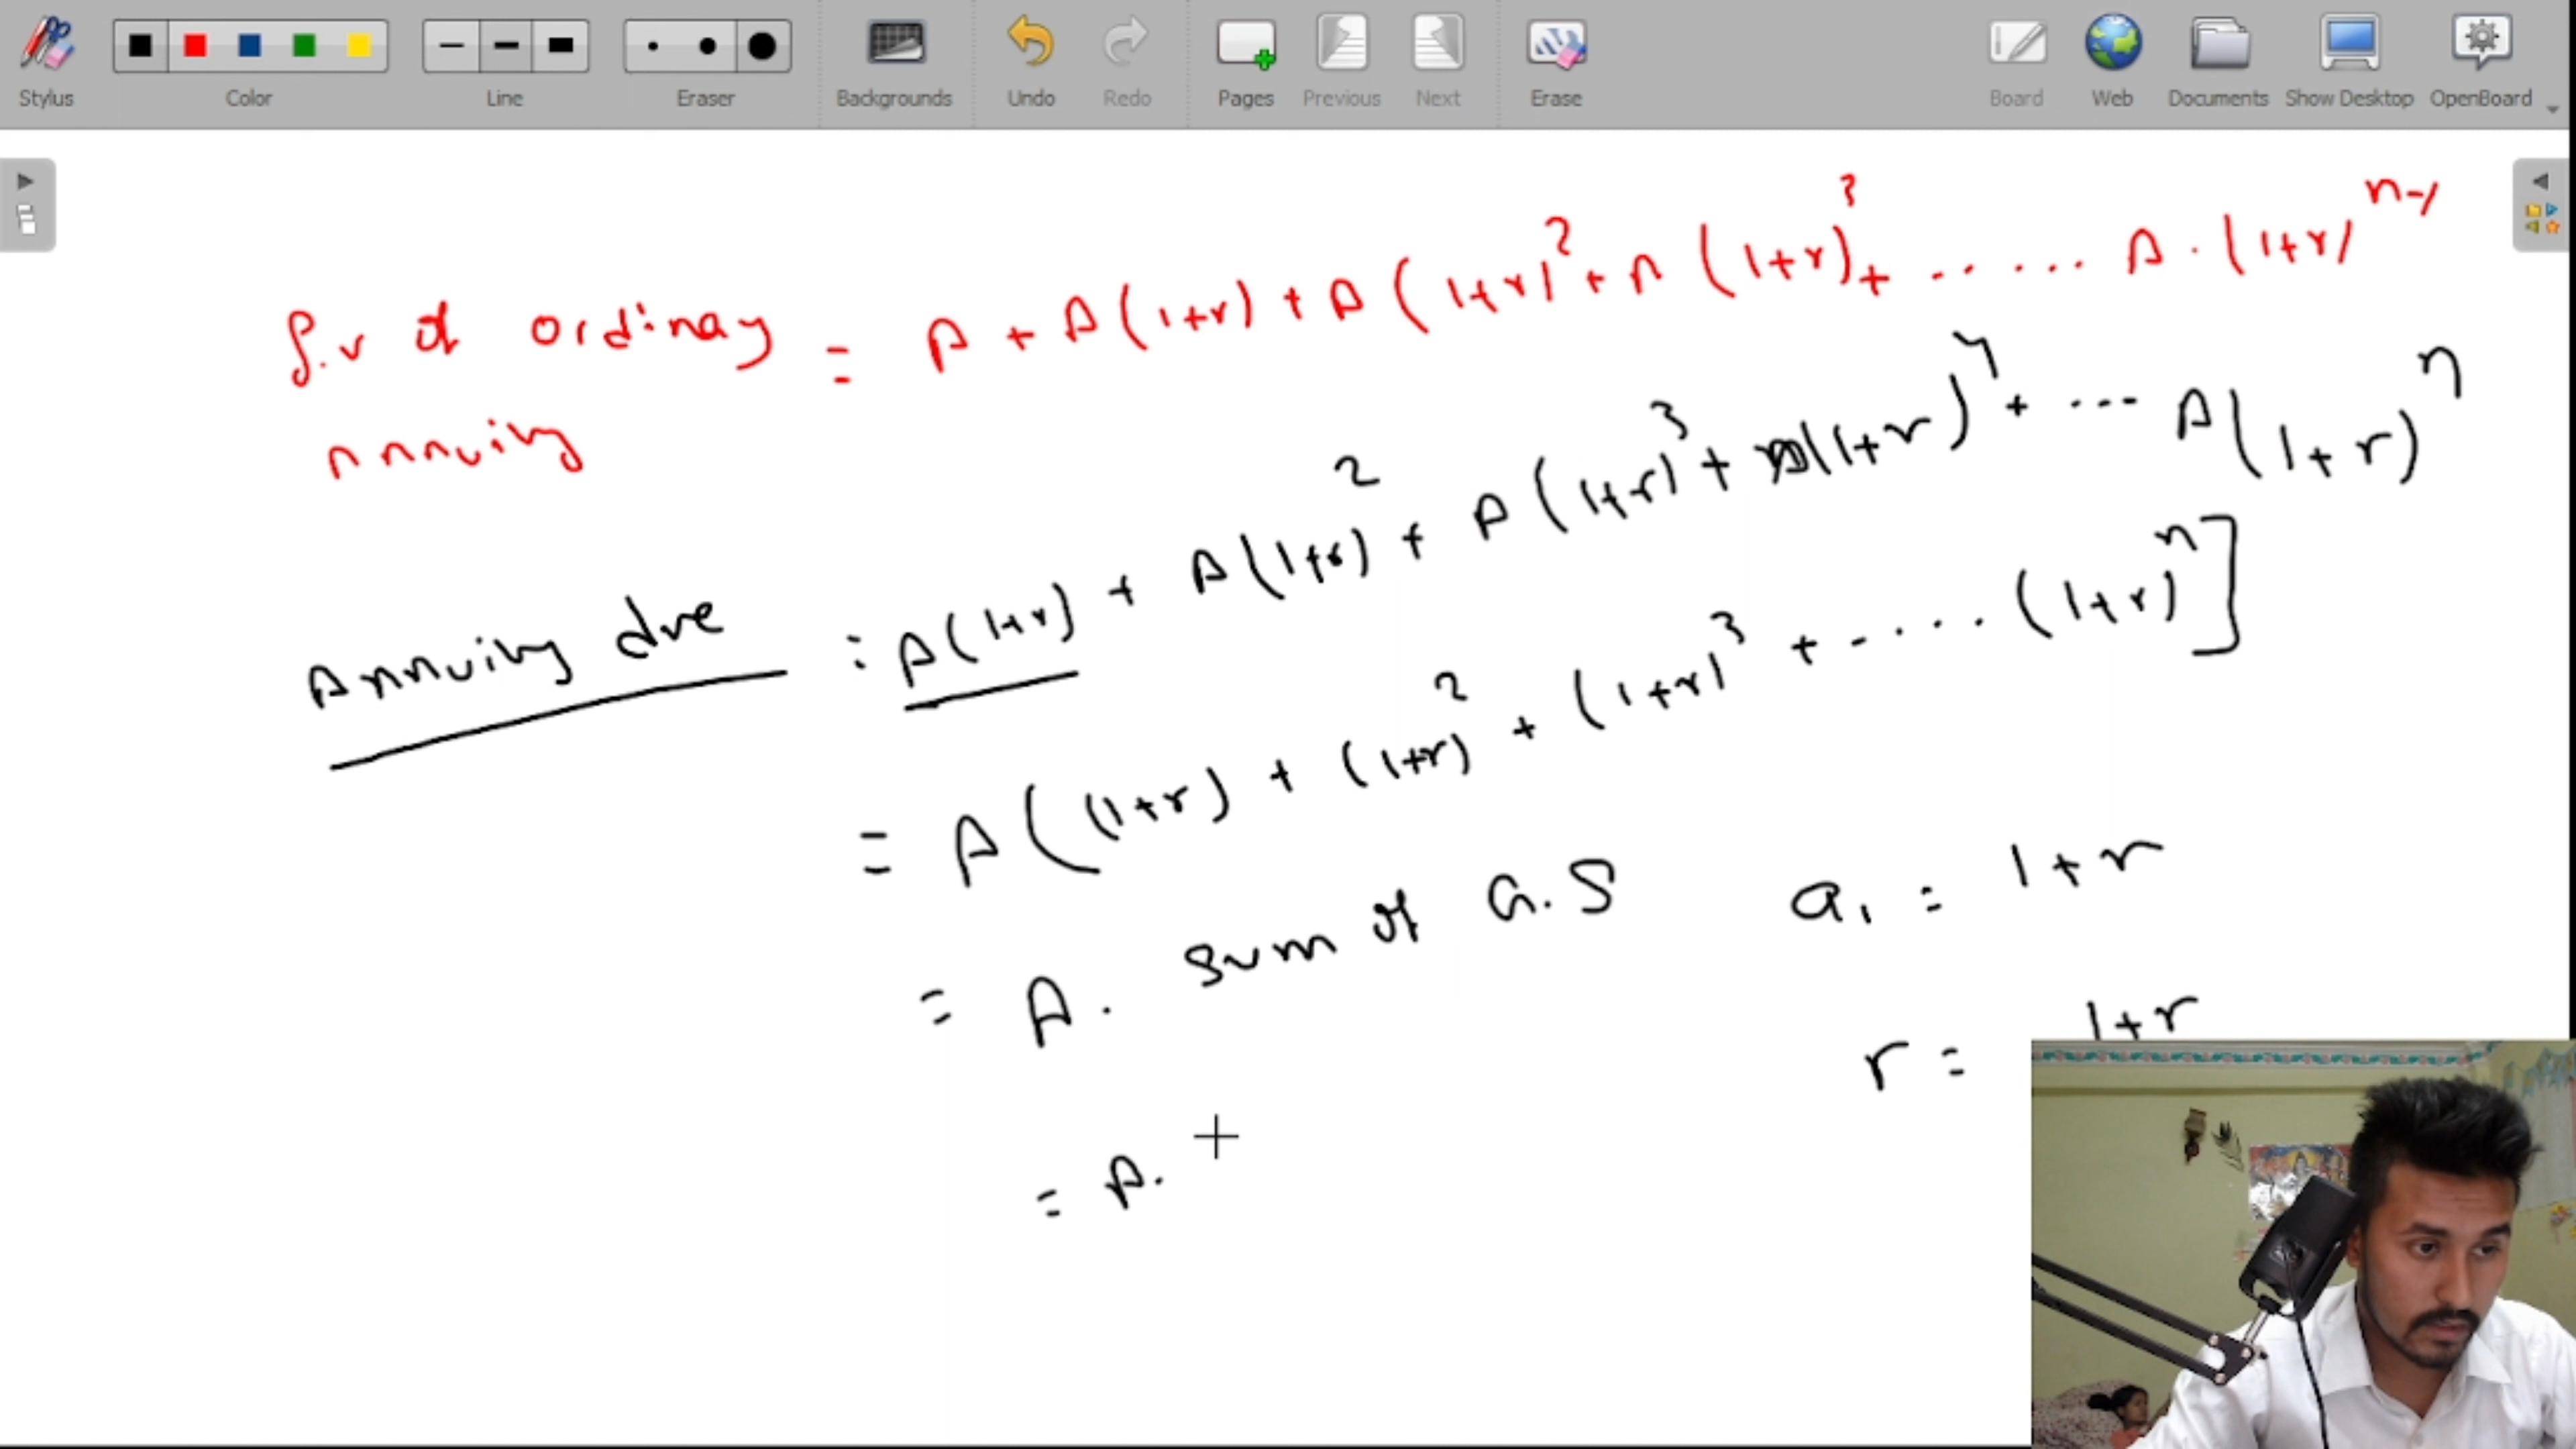 Stylus Color Line Eraser Backgrounds Undo Redo Pages Previous Next Erase Board Web Documents Show Desktop OpenBoard
f.v of ordinay = A + A(1+r) + A(1+r)² + A(1+r)³ + ...... A.(1+r)ⁿ⁻¹
Annuity
Annuity due : A(1+r) + A(1+r)² + A(1+r)³ + A(1+r)⁴ + ... A(1+r)ⁿ
= A((1+r) + (1+r)² + (1+r)³ + ..... (1+r)ⁿ]
= A. Sum of G.S a₁ = 1+r
r = 1+r
= A.